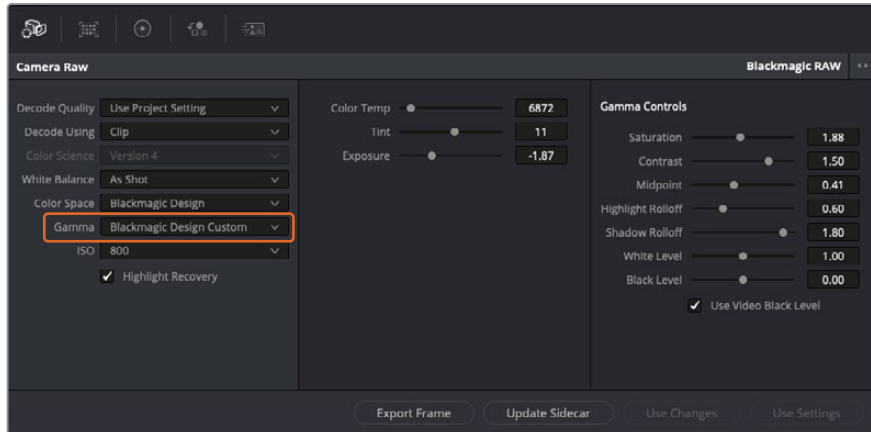 Camera Raw
Blackmagic RAW
Decode Quality Use Project Setting
Decode Using Clip
Color Science Version 4
White Balance As Shot
Color Space Blackmagic Design
Gamma Blackmagic Design Custom
ISO 800
Highlight Recovery
Color Temp 6872
Tint 11
Exposure -1.87
Gamma Controls
Saturation 1.88
Contrast 1.50
Midpoint 0.41
Highlight Rolloff 0.60
Shadow Rolloff 1.80
White Level 1.00
Black Level 0.00
Use Video Black Level
Export Frame
Update Sidecar
Use Changes
Use Settings